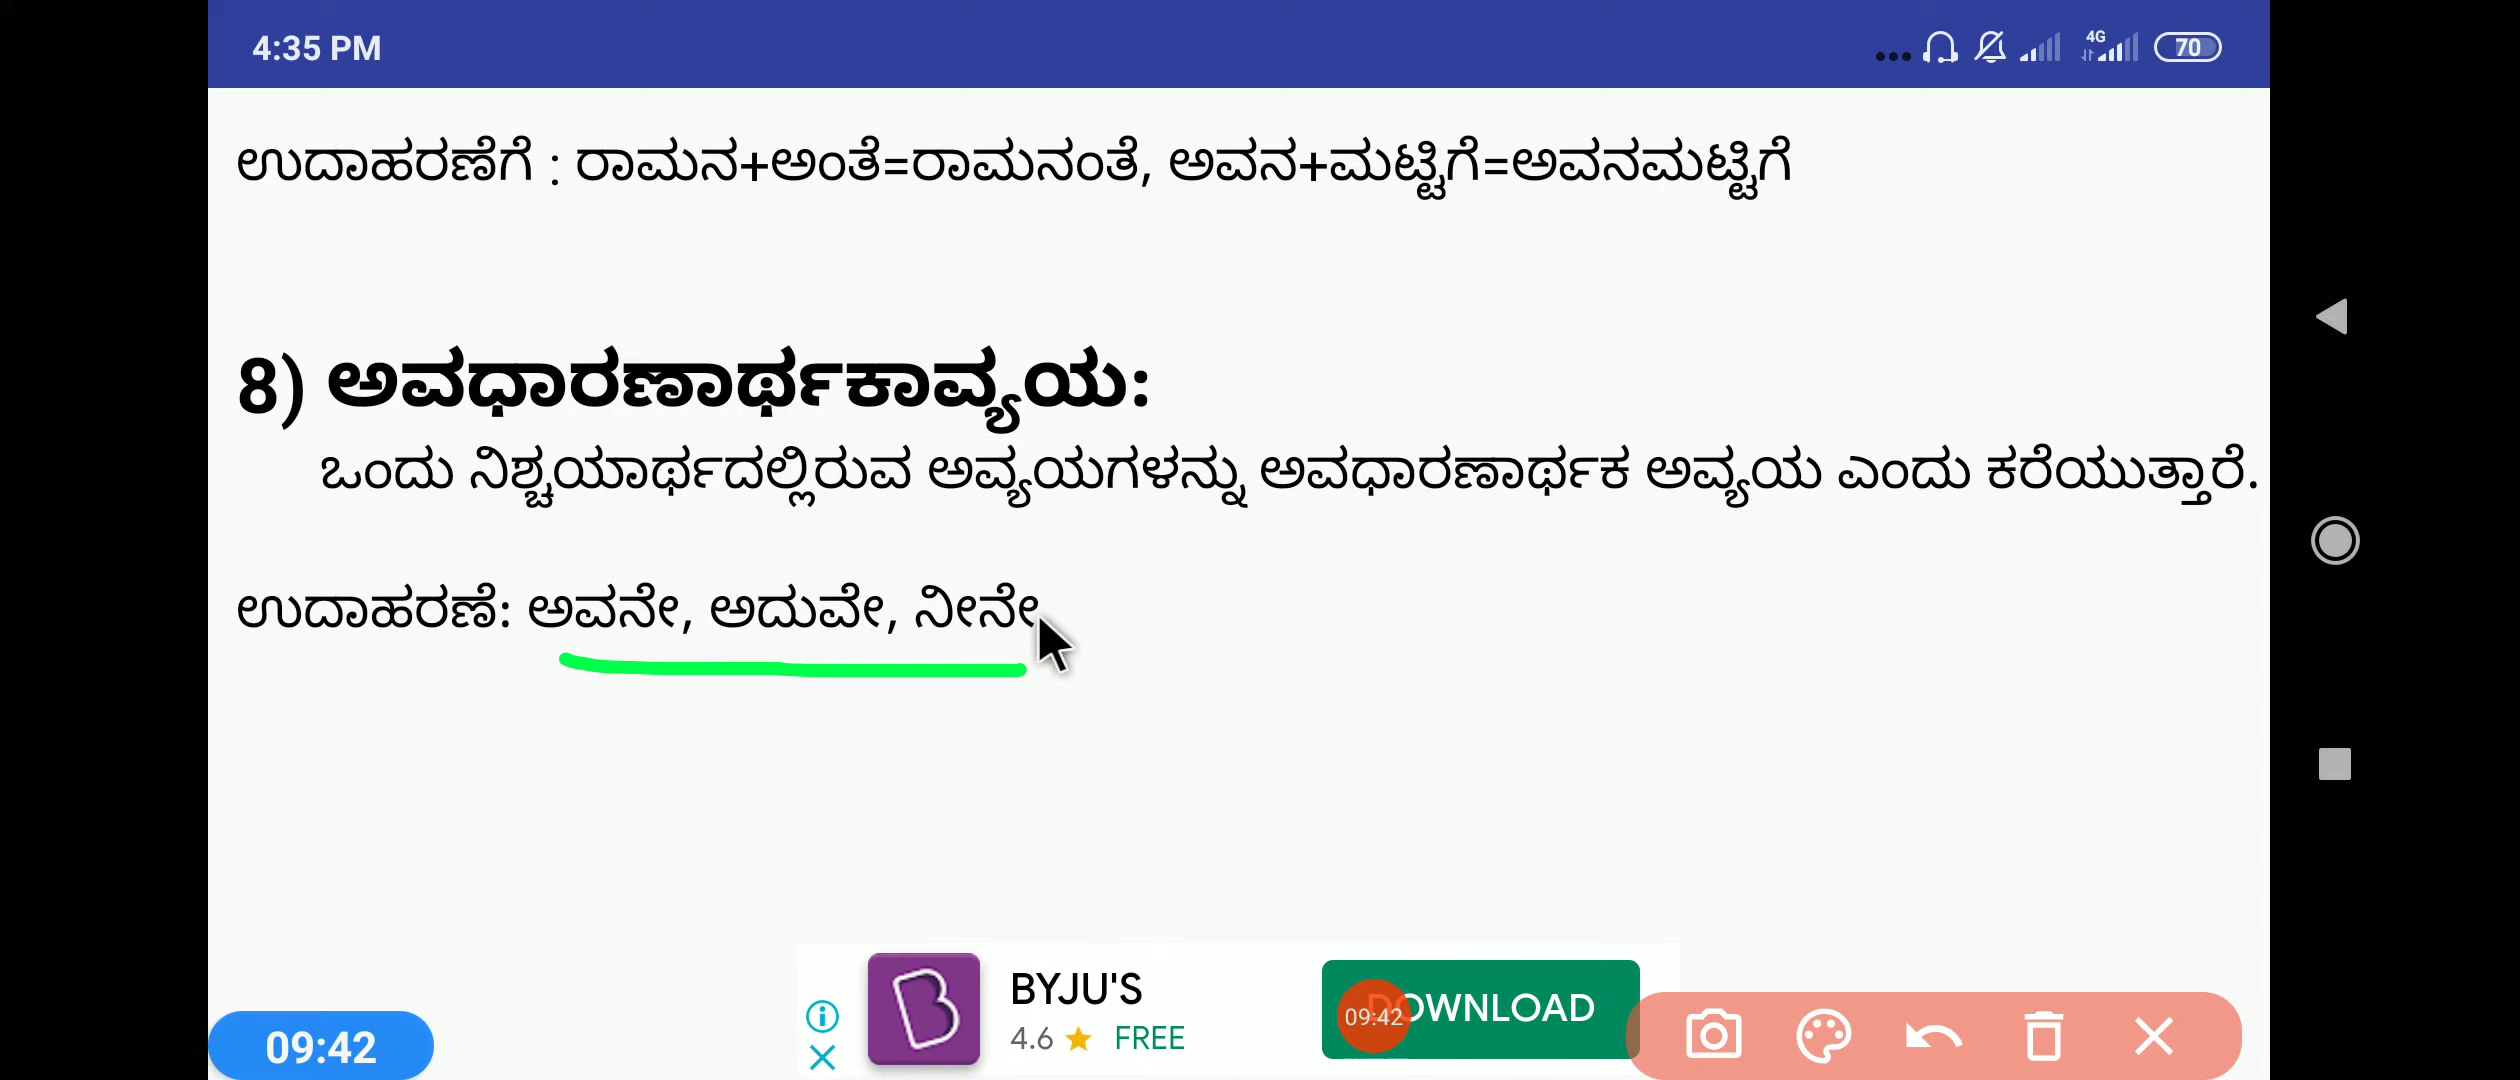 4:35 PM
4G
70
ಉದಾಹರಣೆಗೆ : ರಾಮನ+ಅಂತೆ=ರಾಮನಂತೆ, ಅವನ+ಮಟ್ಟಿಗೆ=ಅವನಮಟ್ಟಿಗೆ
8) ಅವಧಾರಣಾರ್ಥಕಾವ್ಯಯ:
ಒಂದು ನಿಶ್ಚಯಾರ್ಥದಲ್ಲಿರುವ ಅವ್ಯಯಗಳನ್ನು ಅವಧಾರಣಾರ್ಥಕ ಅವ್ಯಯ ಎಂದು ಕರೆಯುತ್ತಾರೆ.
ಉದಾಹರಣೆ: ಅವನೇ, ಅದುವೇ, ನೀನೇ
BYJU'S
4.6 FREE
DOWNLOAD
09:42
09:42